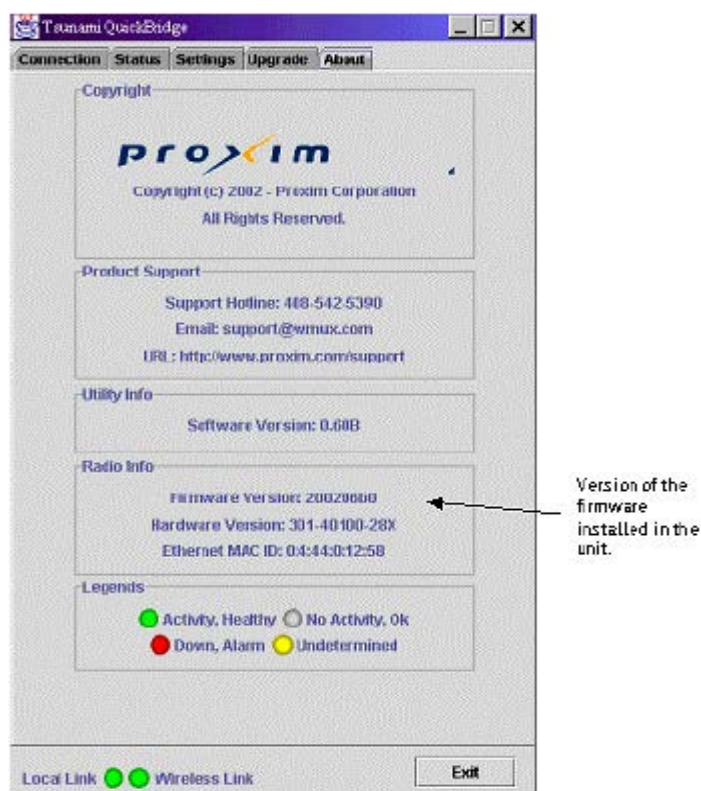 Tsunami QuickBridge
Connection Status Settings Upgrade About
Copyright
proxim
Copyright (c) 2002 - Proxim Corporation
All Rights Reserved.
Product Support
Support Hotline: 408-542-5390
Email: support@wmux.com
URL: http://www.proxim.com/support
Utility Info
Software Version: 0.60B
Radio Info
Firmware Version:
Hardware Version: 301-40100-28X
Ethernet MAC ID: 0:4:44:0:12:58
Legends
Activity, Healthy No Activity, Ok
Down, Alarm Undetermined
Local Link Wireless Link
Exit
Version of the
firmware
installed in the
unit.